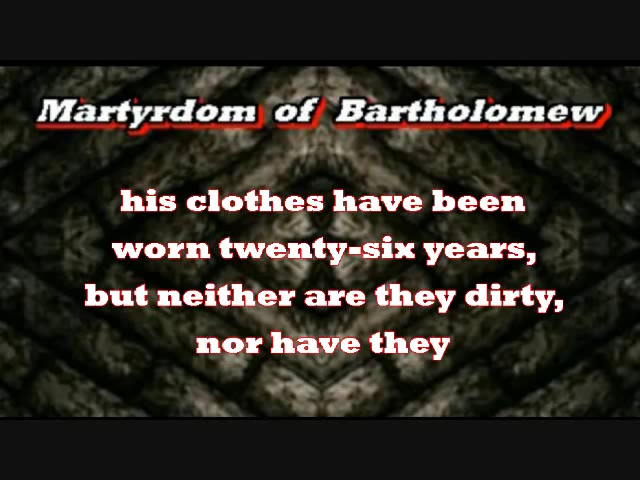 Martyrdom of Bartholomew
his clothes have been
worn twenty-six years,
but neither are they dirty,
nor have they